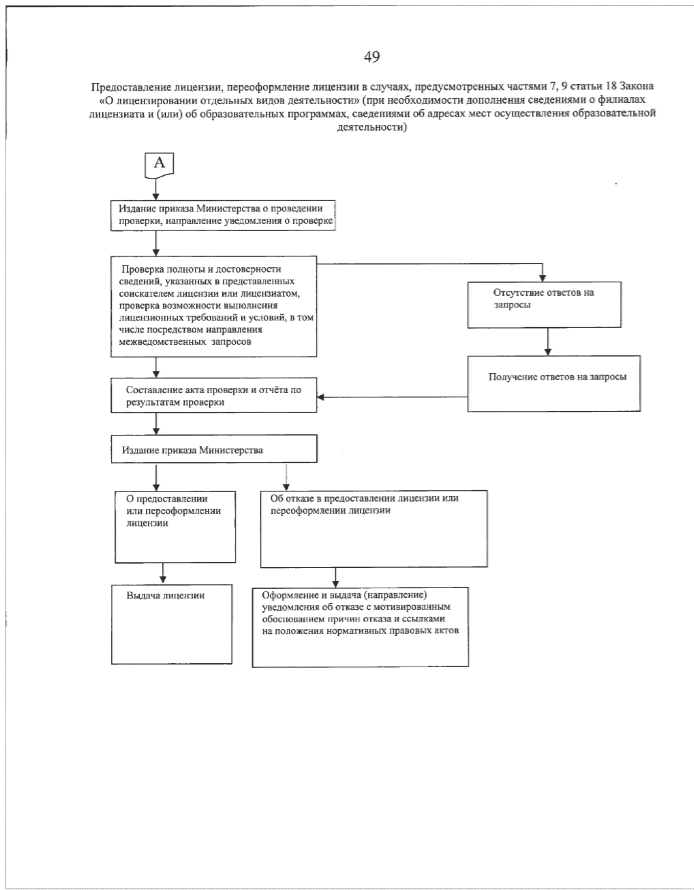 49
Предоставление лицензии, переоформление лицензии в случаях, предусмотренных частями 7, 9 статьи 18 Закона
«О лицензировании отдельных видов деятельности» (при необходимости дополнения сведениями о филиалах
лицензиата и (или) об образовательных программах, сведениями об адресах мест осуществления образовательной
деятельности)
А
Издание приказа Министерства о проведении
проверки, направление уведомления о проверке
Проверка полноты и достоверности
сведений, указанных в представленных
соискателем лицензии или лицензиатом,
проверка возможности выполнения
лицензионных требований и условий, в том
числе посредством направления
межведомственных запросов
Отсутствие ответов на
запросы
Получение ответов на запросы
Составление акта проверки и отчёта по
результатам проверки
Издание приказа Министерства
О предоставлении
или переоформлении
лицензии
Об отказе в предоставлении лицензии или
переоформлении лицензии
Выдача лицензии
Оформление и выдача (направление)
уведомления об отказе с мотивированным
обоснованием причин отказа и ссылками
на положения нормативных правовых актов